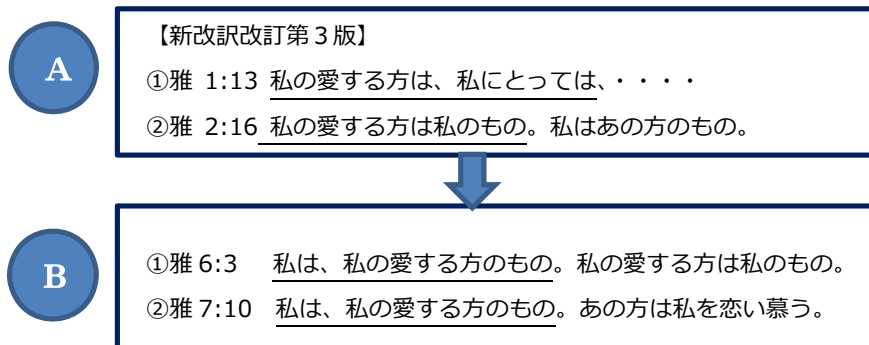 【新改訳改訂第３版】
A
①雅 1:13 私の愛する方は、私にとっては、・・・・
②雅 2:16 私の愛する方は私のもの。私はあの方のもの。
B
①雅 6:3 私は、私の愛する方のもの。私の愛する方は私のもの。
②雅 7:10 私は、私の愛する方のもの。あの方は私を恋い慕う。